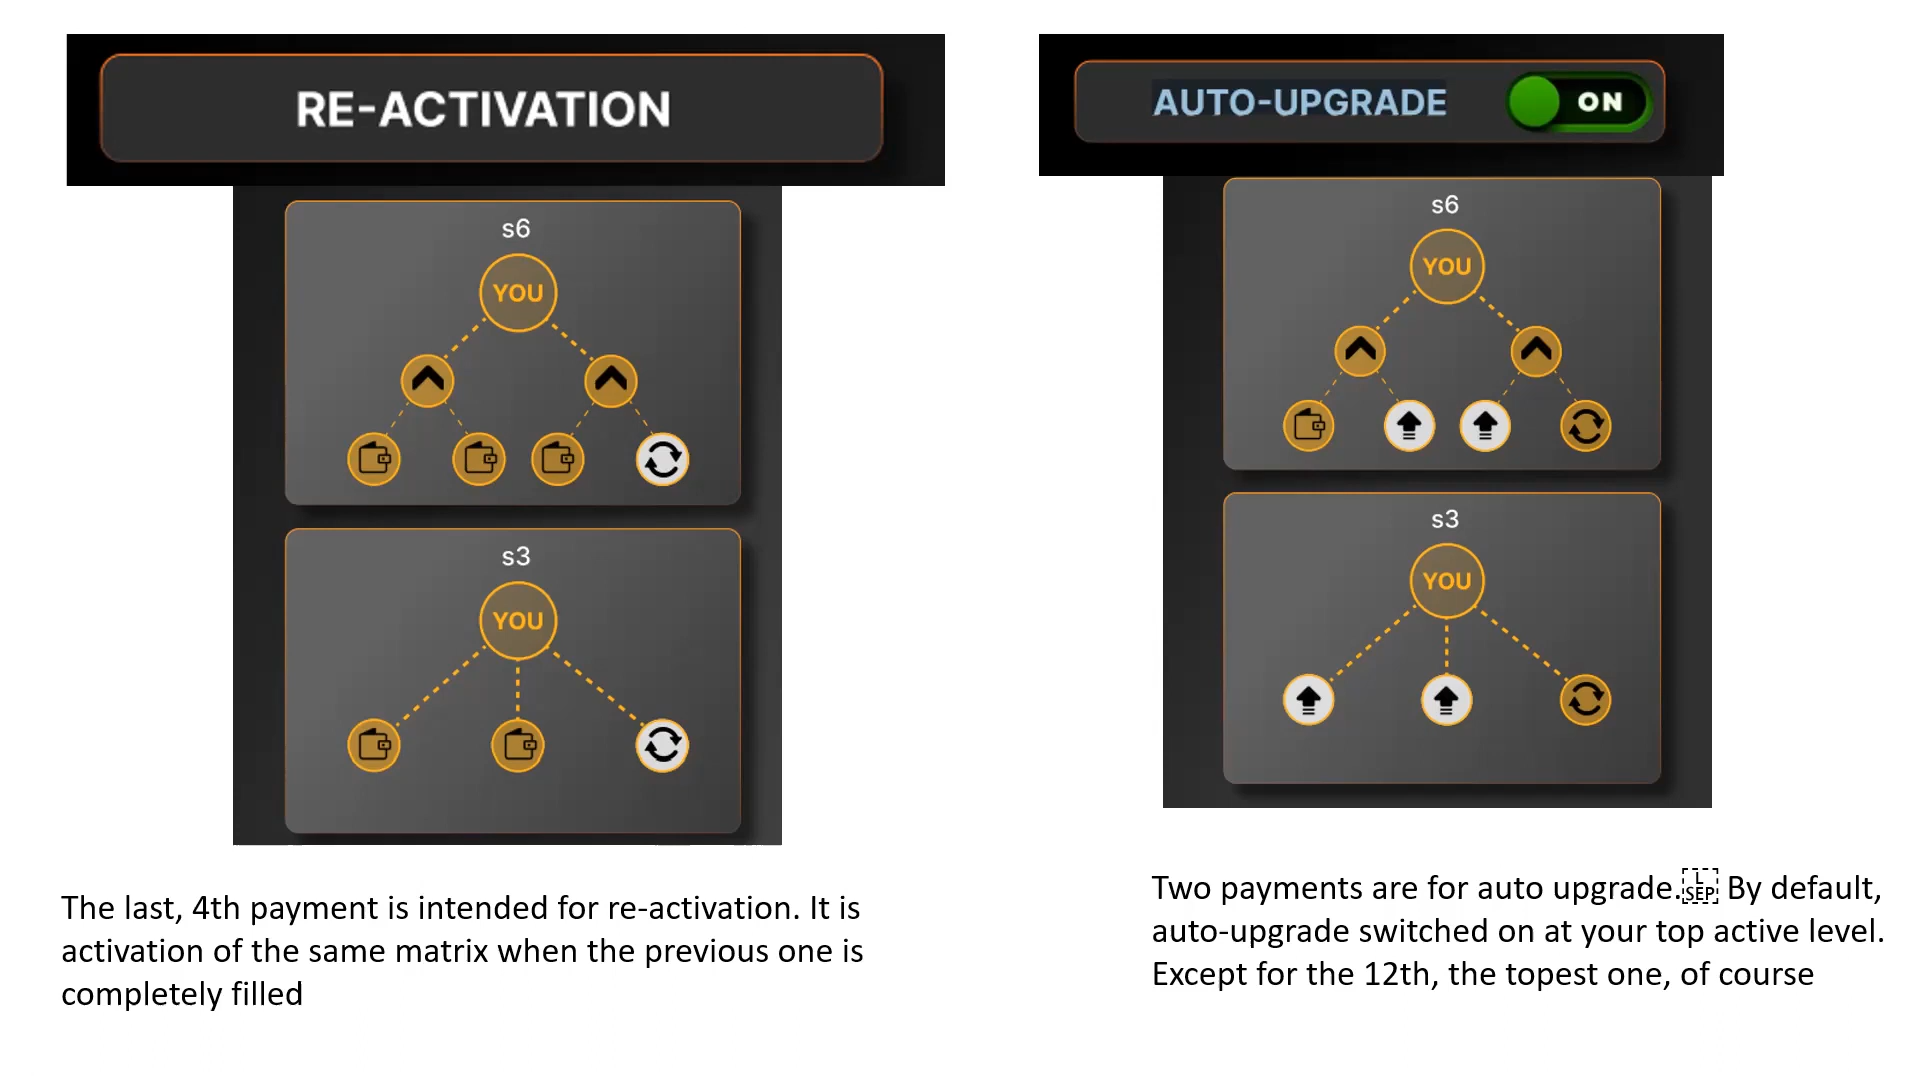 RE-ACTIVATION
s6
YOU
s3
YOU
The last, 4th payment is intended for re-activation. It is
activation of the same matrix when the previous one is
completely filled
AUTO-UPGRADE ON
s6
YOU
s3
YOU
Two payments are for auto upgrade. L SEP By default,
auto-upgrade switched on at your top active level.
Except for the 12th, the topest one, of course